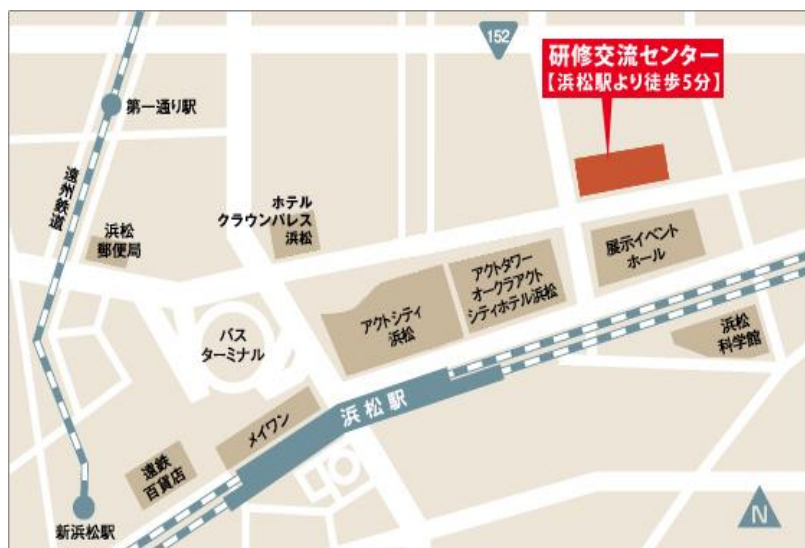 152
研修交流センター
【浜松駅より徒歩5分】
第一通り駅
遠州鉄道
浜松
郵便局
ホテル
クラウンパレス
浜松
バス
ターミナル
アクトシティ
浜松
アクトタワー
オークラアクト
シティホテル浜松
展示イベント
ホール
浜松
科学館
浜松駅
メイワン
遠鉄
百貨店
新浜松駅
N